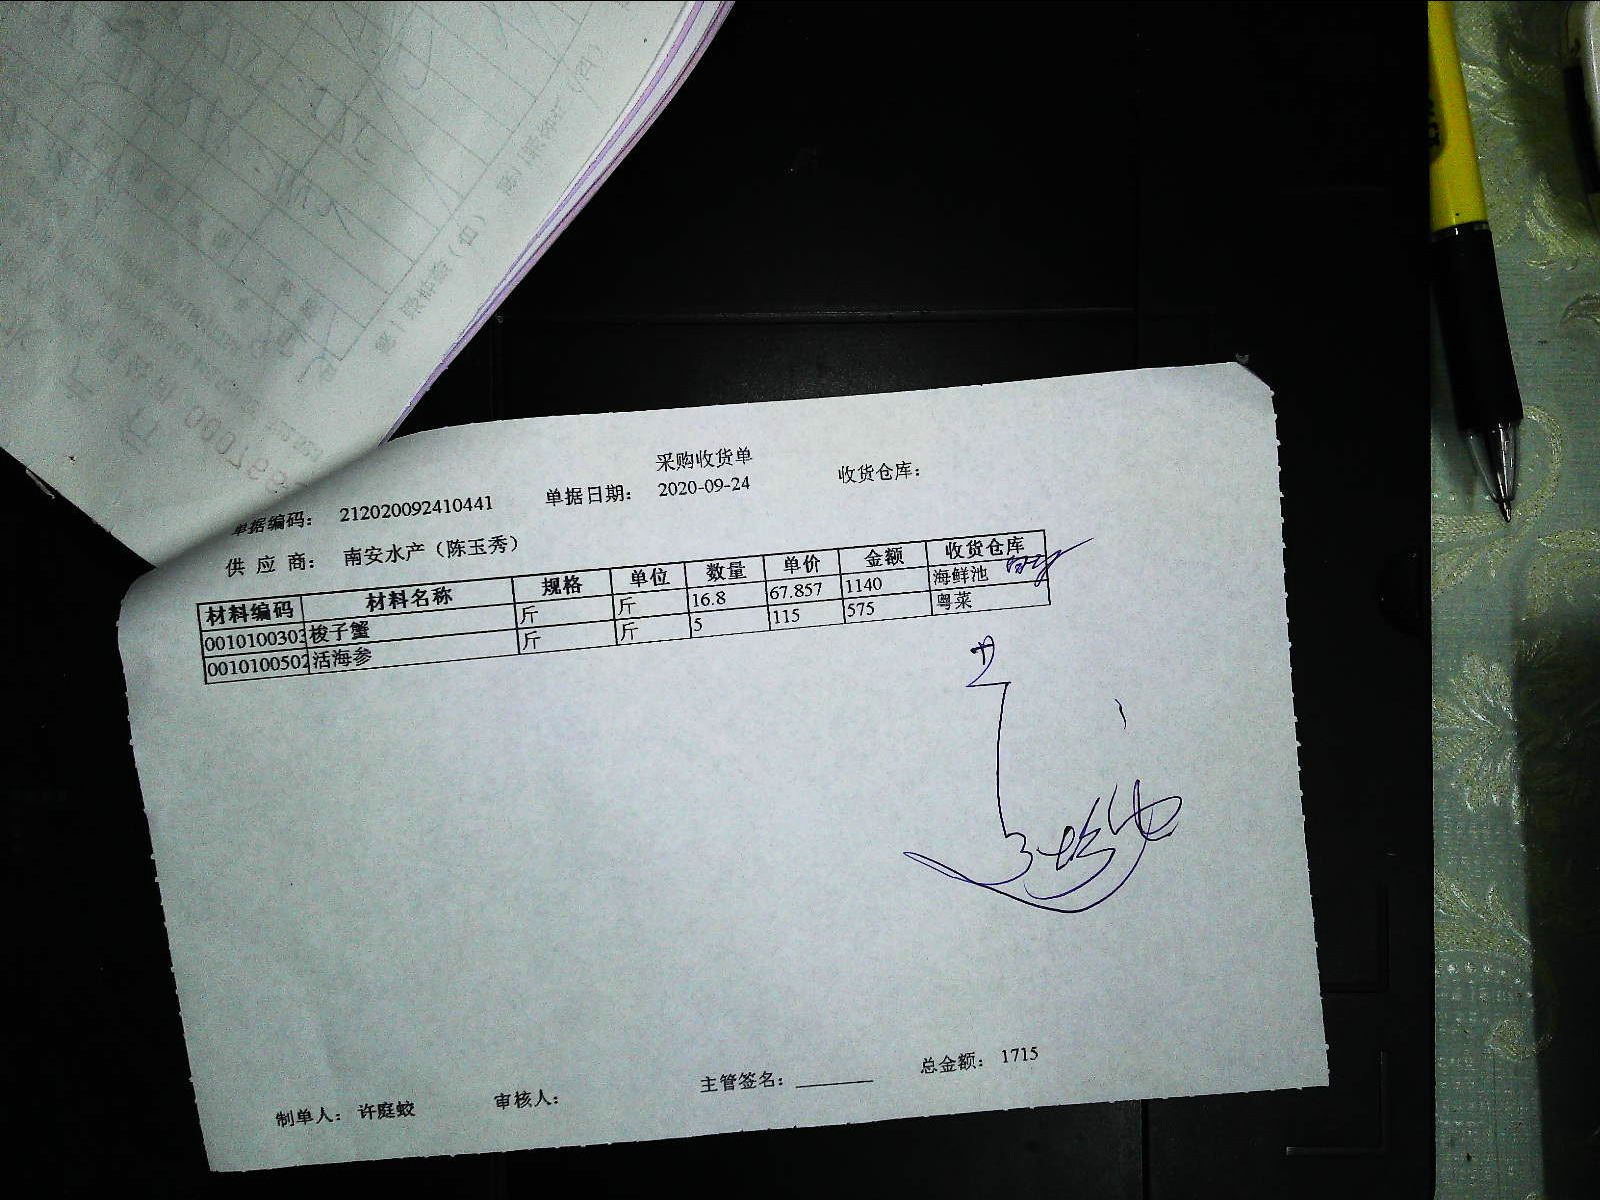 采购收货单
单据编码： 212020092410441 单据日期： 2020-09-24 收货仓库：
供 应 商： 南安水产（陈玉秀）
材料编码 材料名称 规格 单位 数量 单价 金额 收货仓库
0010100303 梭子蟹 斤 斤 16.8 67.857 1140 海鲜池
0010100502 活海参 斤 斤 5 115 575 粤菜
制单人： 许庭蛟 审核人： 主管签名： 总金额： 1715